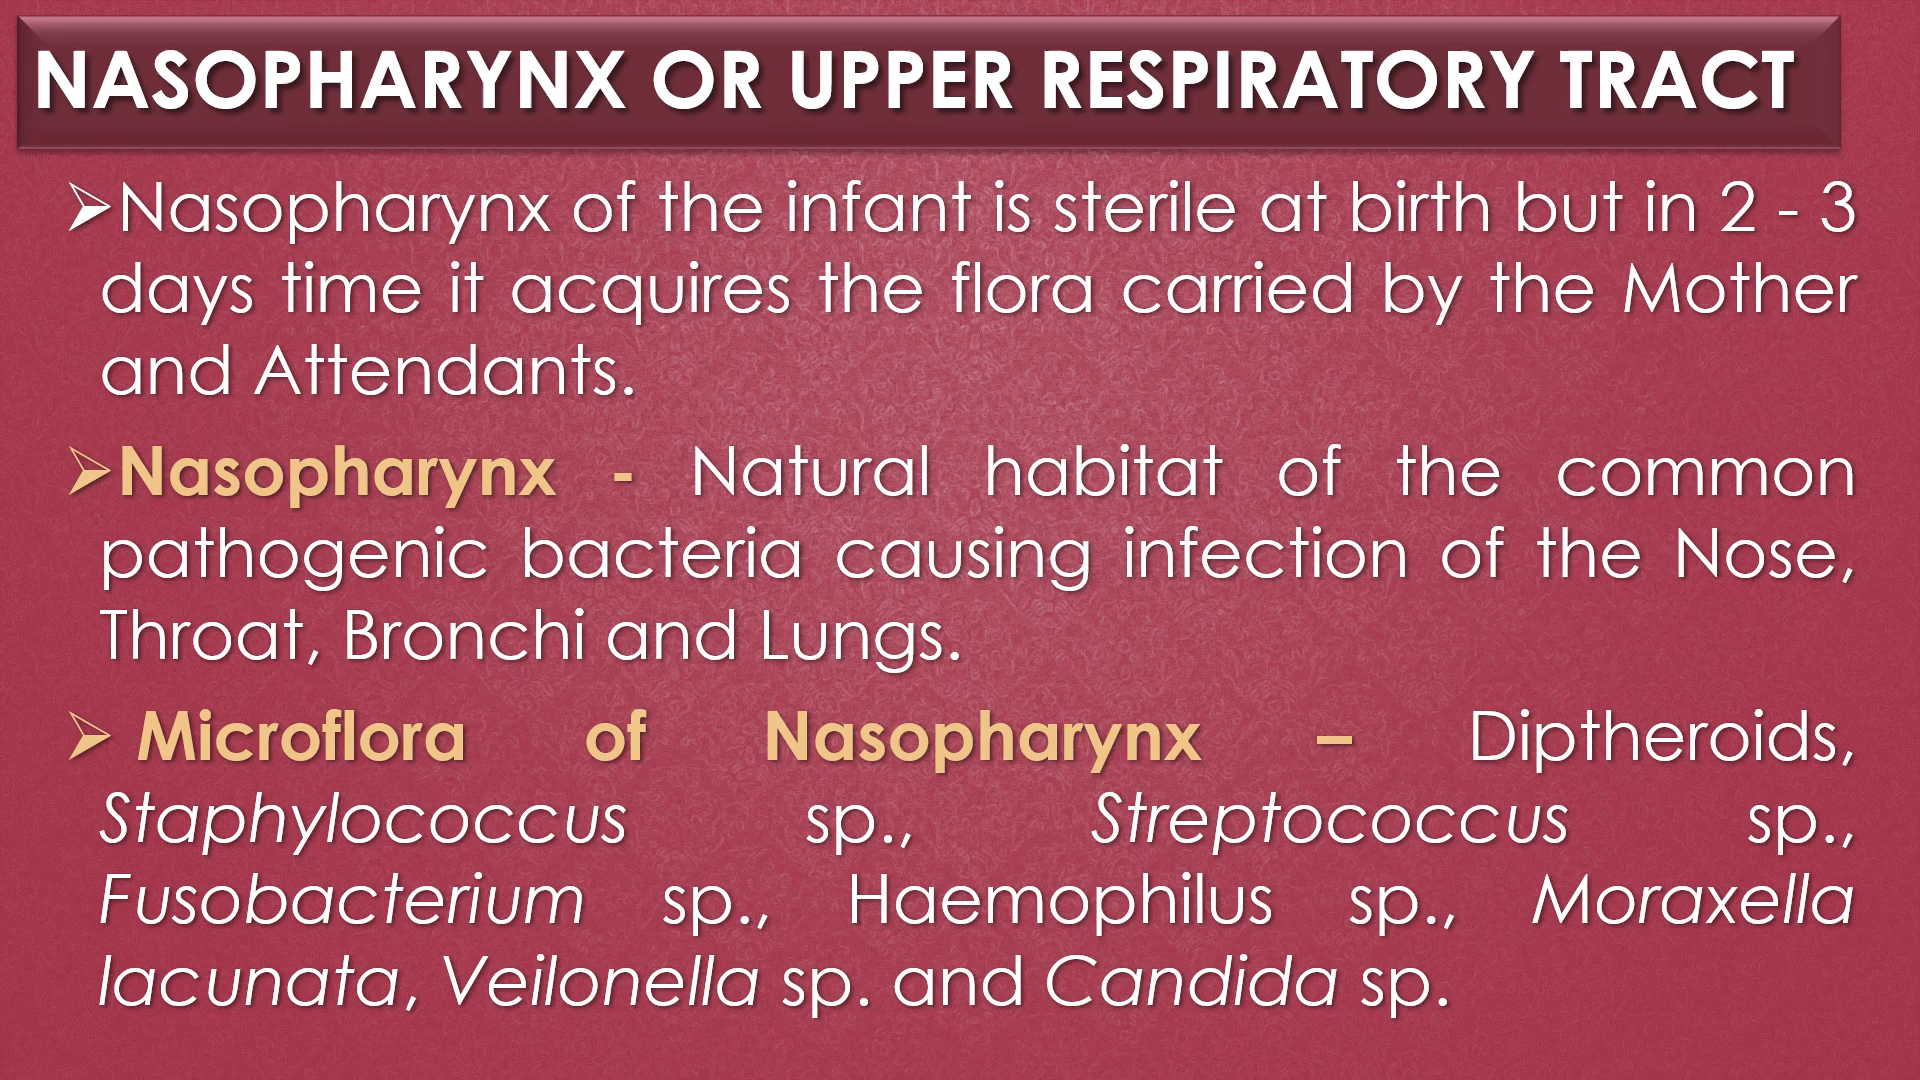 NASOPHARYNX OR UPPER RESPIRATORY TRACT
➢Nasopharynx of the infant is sterile at birth but in 2 - 3
days time it acquires the flora carried by the Mother
and Attendants.
➢Nasopharynx - Natural habitat of the common
pathogenic bacteria causing infection of the Nose,
Throat, Bronchi and Lungs.
➢ Microflora of Nasopharynx – Diptheroids,
Staphylococcus sp., Streptococcus sp.,
Fusobacterium sp., Haemophilus sp., Moraxella
lacunata, Veilonella sp. and Candida sp.